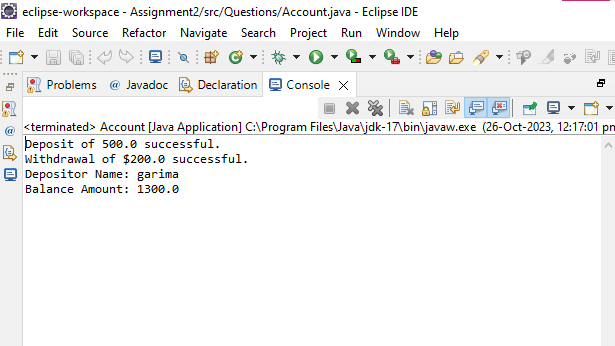 eclipse-workspace - Assignment2/src/Questions/Account.java - Eclipse IDE
File Edit Source Refactor Navigate Search Project Run Window Help
Problems @ Javadoc Declaration Console
<terminated> Account [Java Application] C:\Program Files\Java\jdk-17\bin\javaw.exe (26-Oct-2023, 12:17:01 pn
Deposit of 500.0 successful.
Withdrawal of $200.0 successful.
Depositor Name: garima
Balance Amount: 1300.0